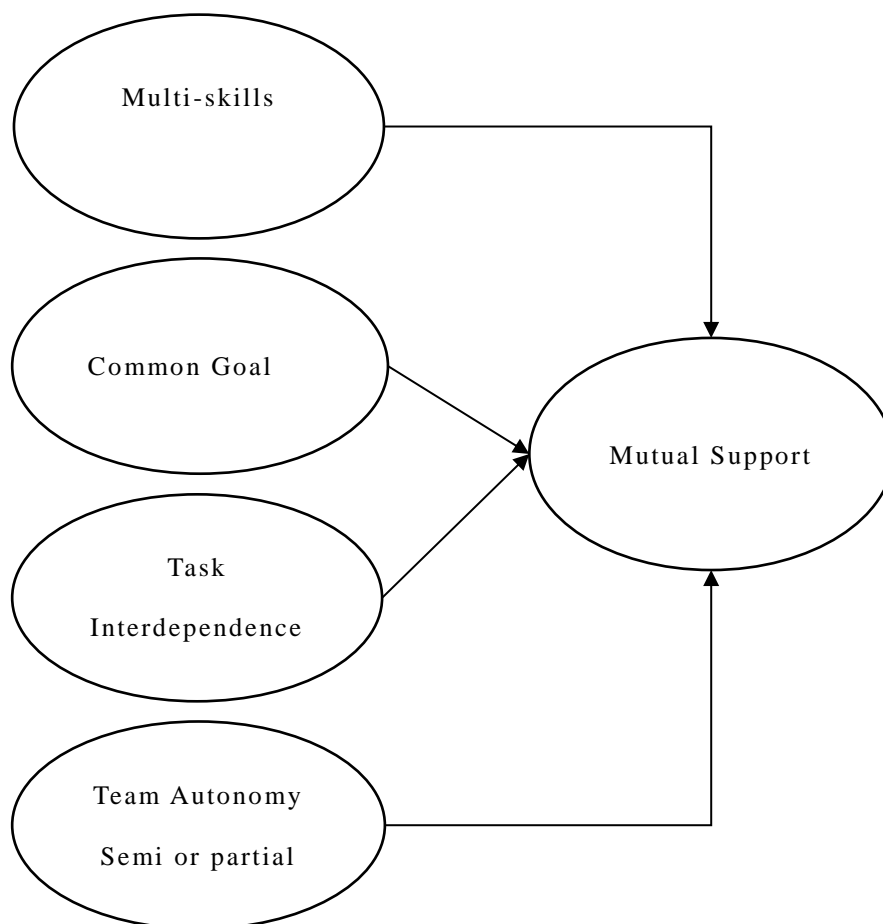 Multi-skills
Common Goal
Mutual Support
Task
Interdependence
Team Autonomy
Semi or partial